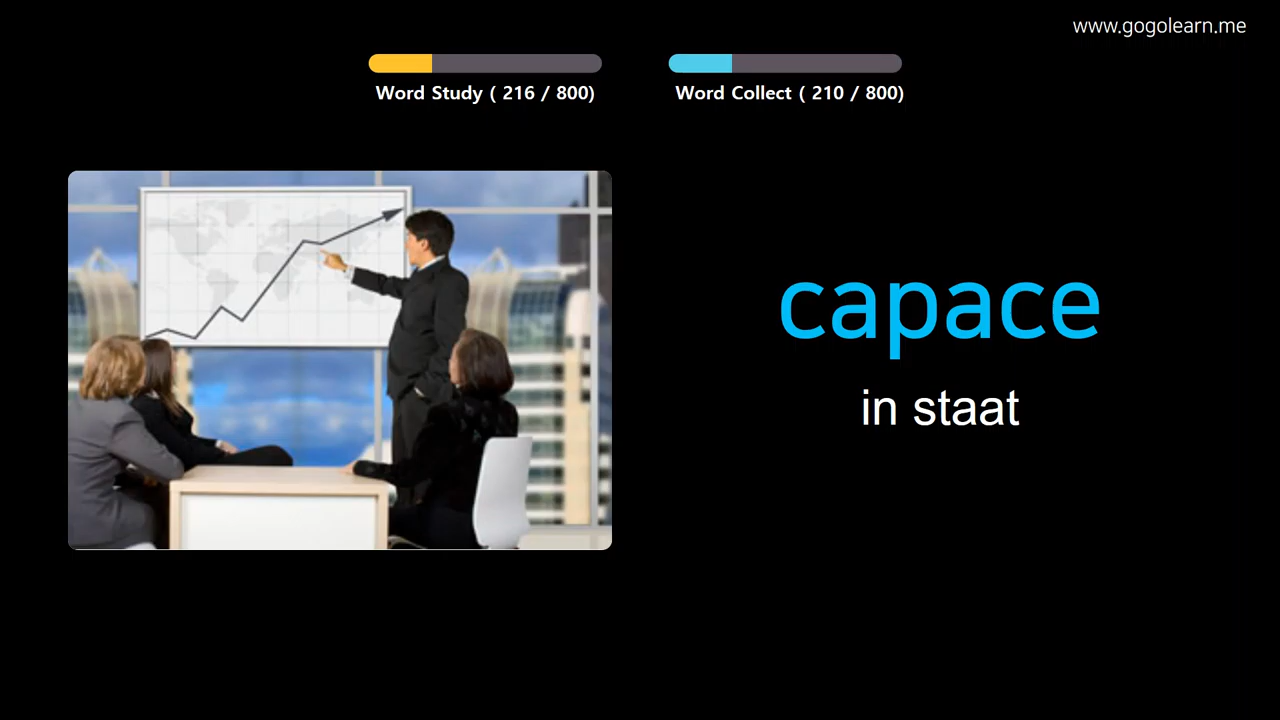 www.gogolearn.me
Word Study ( 216 / 800)
Word Collect ( 210 / 800)
capace
in staat